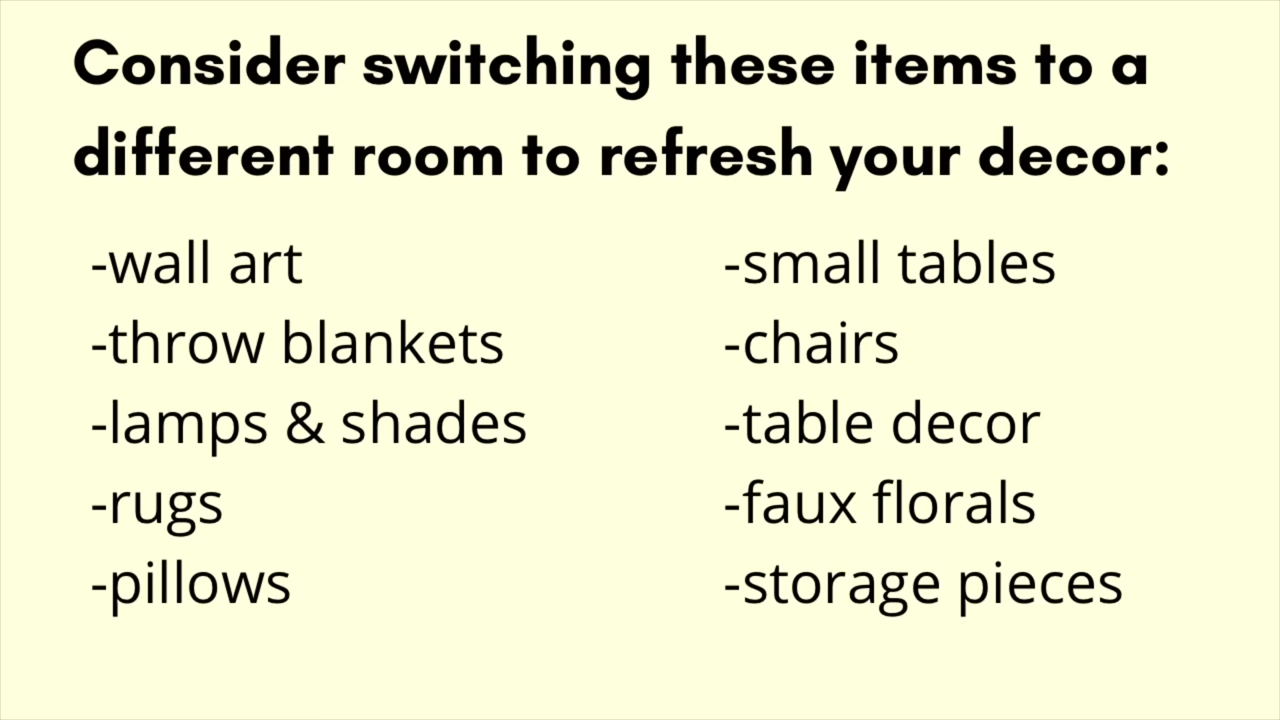 Consider switching these items to a
different room to refresh your decor:
-wall art
-throw blankets
-lamps & shades
-rugs
-pillows
-small tables
-chairs
-table decor
-faux florals
-storage pieces